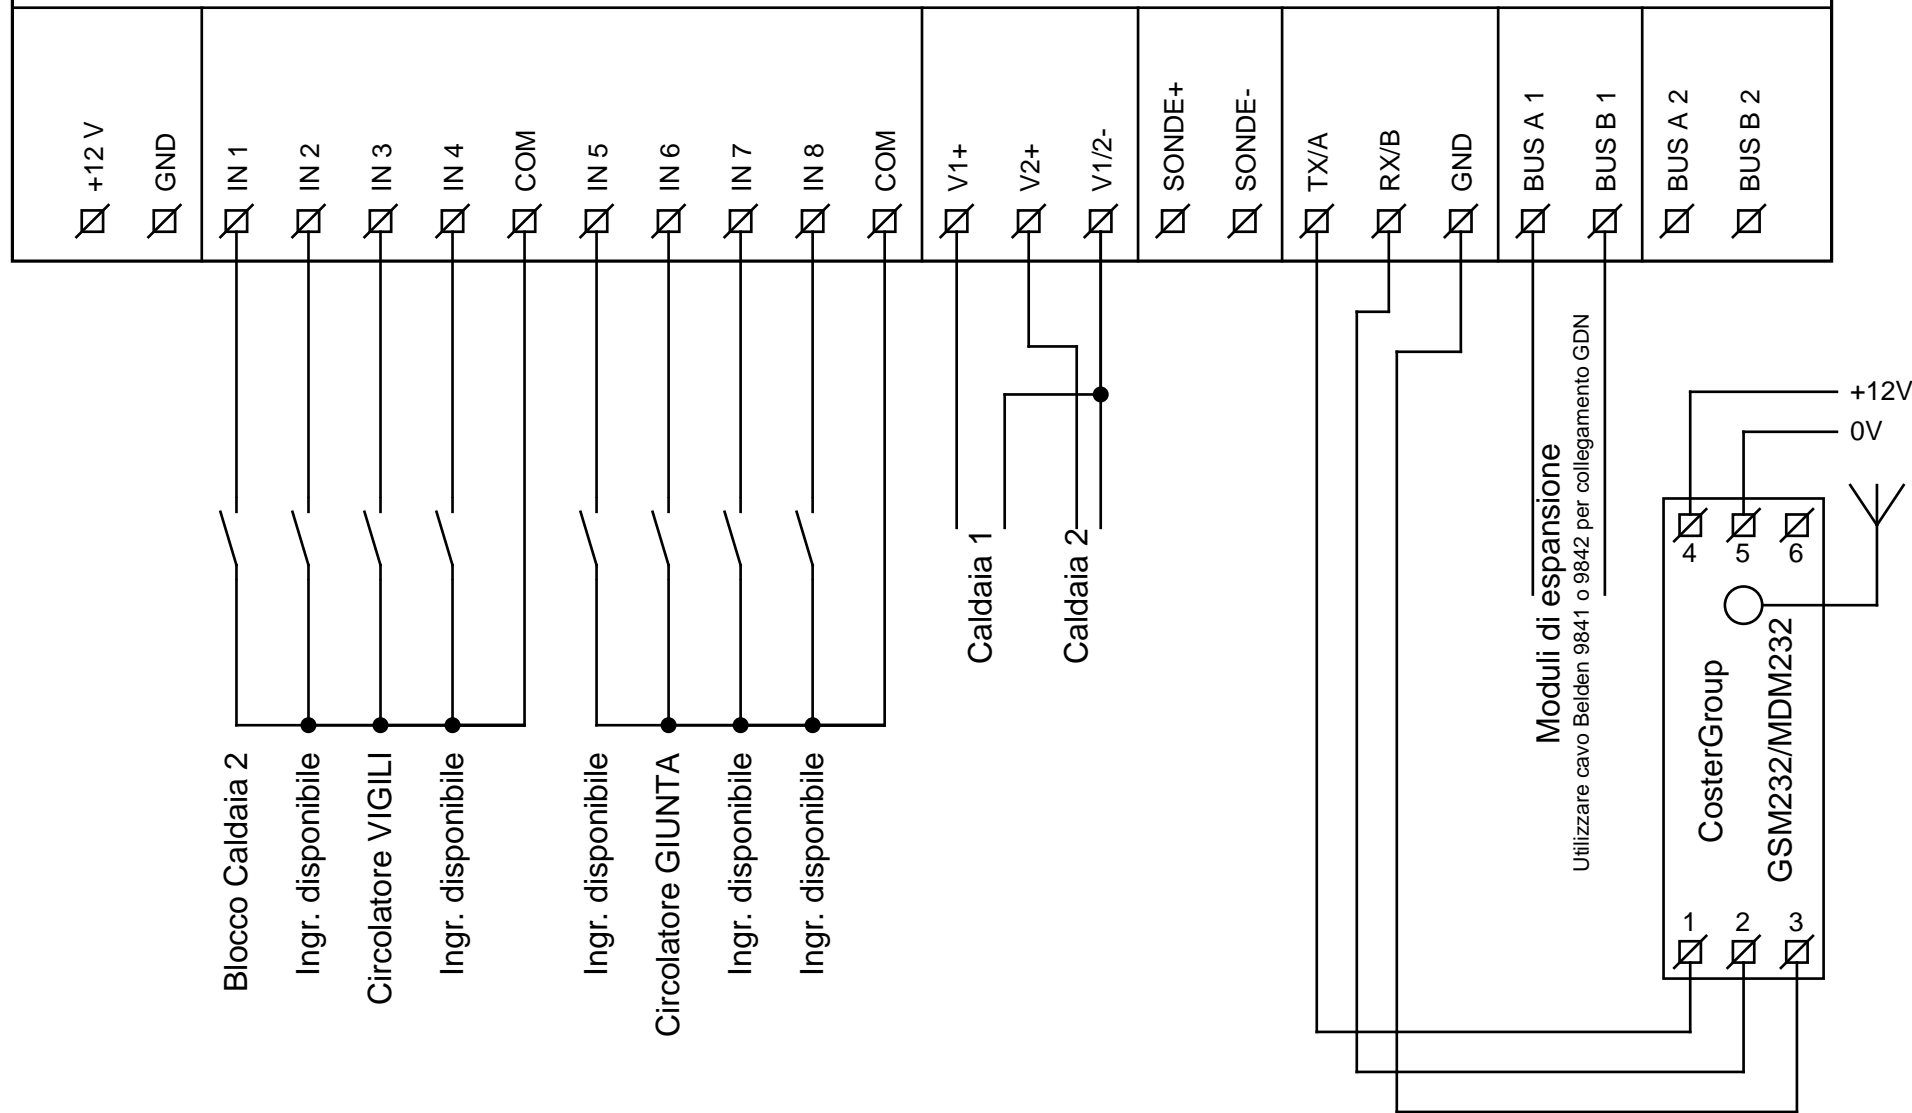 +12 V
GND
IN 1
IN 2
IN 3
IN 4
COM
IN 5
IN 6
IN 7
IN 8
COM
V1+
V2+
V1/2-
SONDE+
SONDE-
TX/A
RX/B
GND
BUS A 1
BUS B 1
BUS A 2
BUS B 2
+12V
0V
4
5
6
CosterGroup
GSM232/MDM232
1
2
3
Moduli di espansione
Utilizzare cavo Belden 9841 o 9842 per collegamento GDN
Caldaia 1
Caldaia 2
Blocco Caldaia 2
Ingr. disponibile
Circolatore VIGILI
Ingr. disponibile
Ingr. disponibile
Circolatore GIUNTA
Ingr. disponibile
Ingr. disponibile